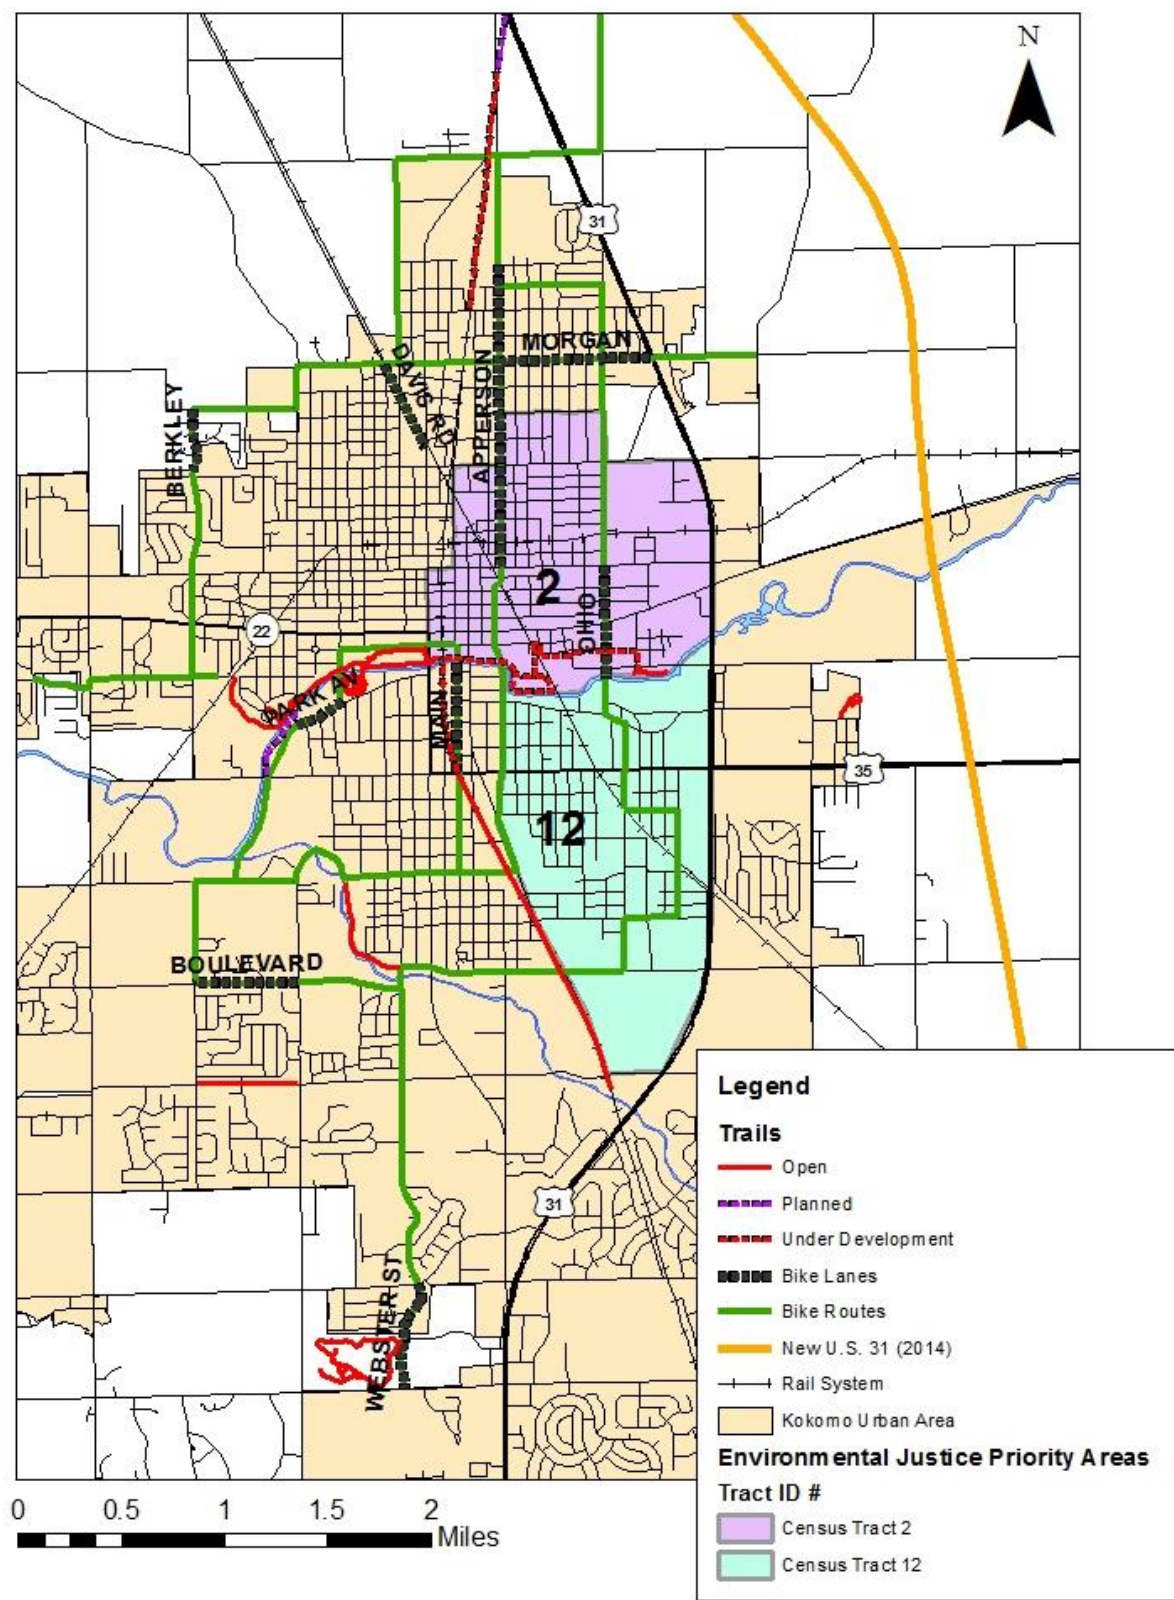 N
31
MORGAN
DAVIS RD
APPERSON
BERKLEY
2
OHIO
22
PARK AV
MAIN
35
12
BOULEVARD
31
WEBSTER ST
Legend
Trails
Open
Planned
Under Development
Bike Lanes
Bike Routes
New U.S. 31 (2014)
Rail System
Kokomo Urban Area
Environmental Justice Priority Areas
Tract ID #
Census Tract 2
Census Tract 12
0 0.5 1 1.5 2
Miles